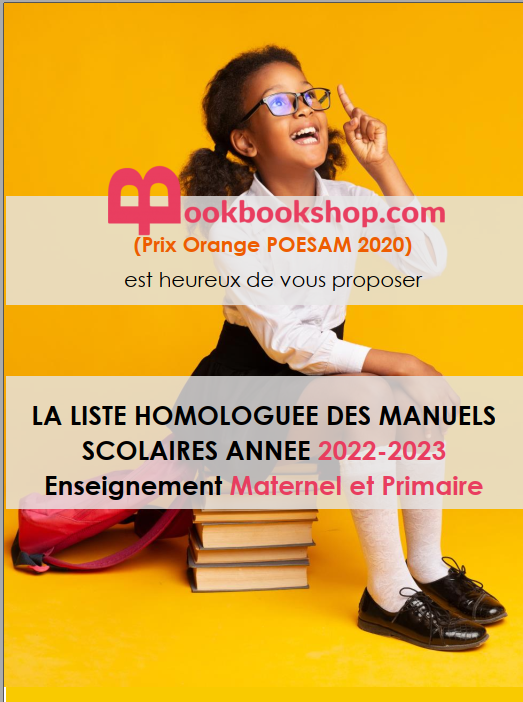 Bookbookshop.com
(Prix Orange POESAM 2020)
est heureux de vous proposer
LA LISTE HOMOLOGUEE DES MANUELS
SCOLAIRES ANNEE 2022-2023
Enseignement Maternel et Primaire